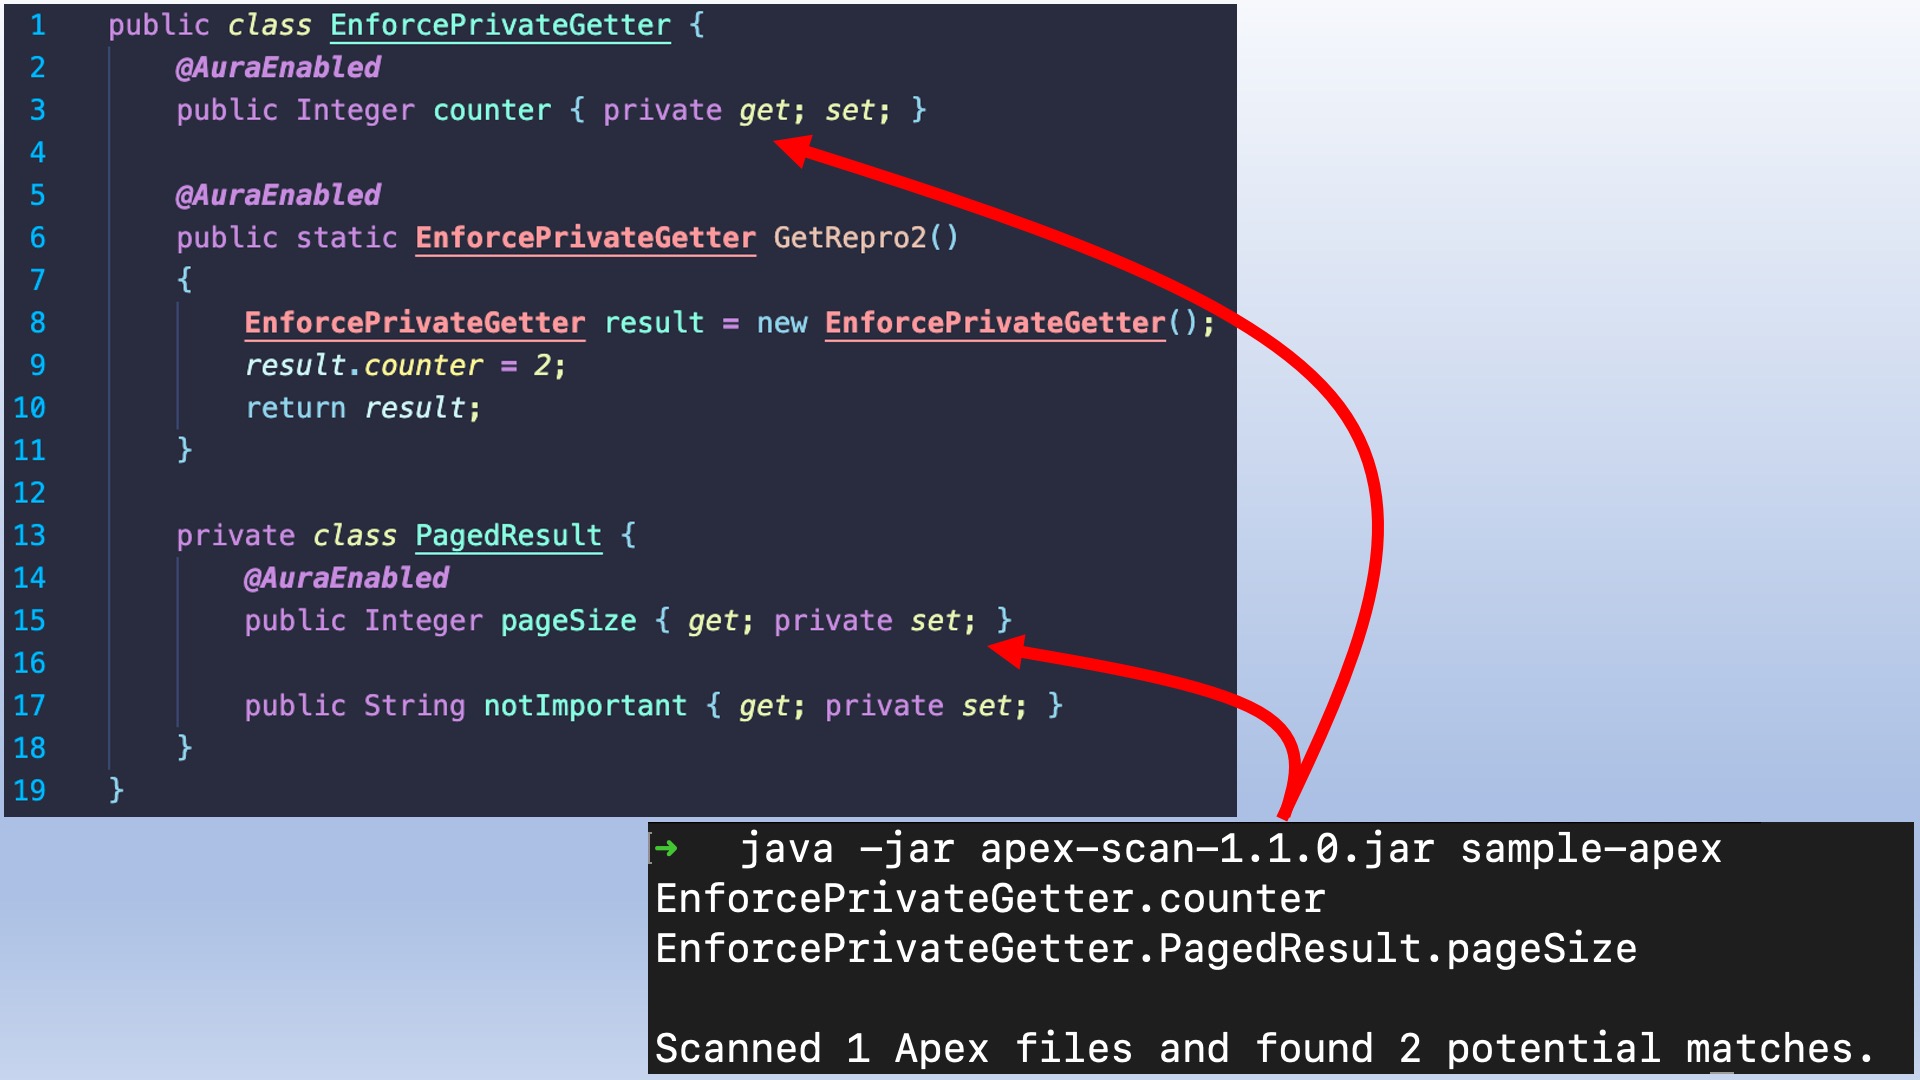 1 public class EnforcePrivateGetter {
2 @AuraEnabled
3 public Integer counter { private get; set; }
4
5 @AuraEnabled
6 public static EnforcePrivateGetter GetRepro2()
7 {
8 EnforcePrivateGetter result = new EnforcePrivateGetter();
9 result.counter = 2;
10 return result;
11 }
12
13 private class PagedResult {
14 @AuraEnabled
15 public Integer pageSize { get; private set; }
16
17 public String notImportant { get; private set; }
18 }
19 }
➜ java -jar apex-scan-1.1.0.jar sample-apex
EnforcePrivateGetter.counter
EnforcePrivateGetter.PagedResult.pageSize
Scanned 1 Apex files and found 2 potential matches.